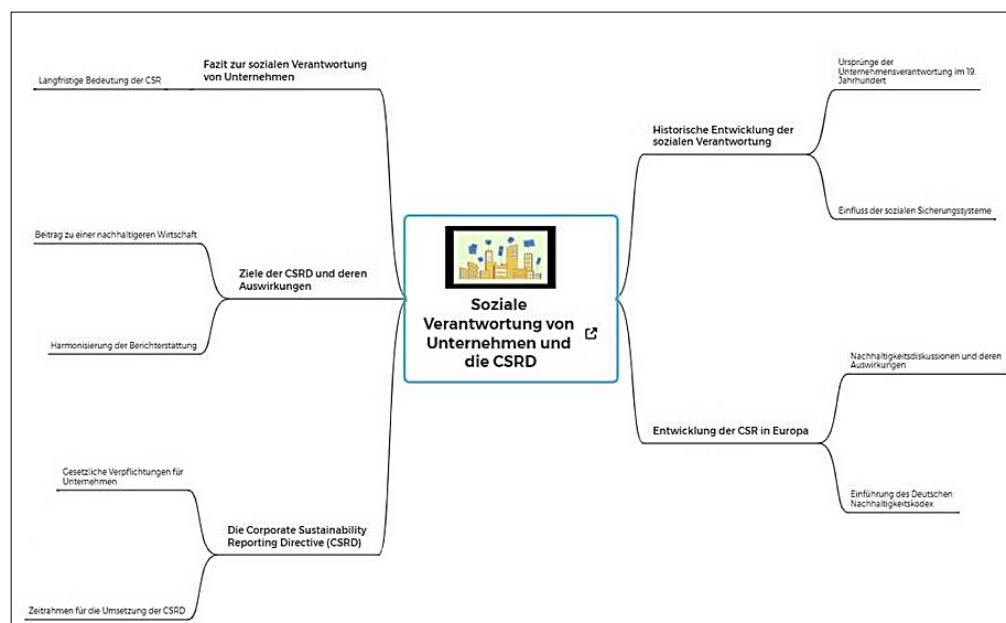 Soziale
Verantwortung von
Unternehmen und
die CSRD
Historische Entwicklung der
sozialen Verantwortung
Ursprünge der
Unternehmensverantwortung im 19.
Jahrhundert
Einfluss der sozialen Sicherungssysteme
Entwicklung der CSR in Europa
Nachhaltigkeitsdiskussionen und deren
Auswirkungen
Einführung des Deutschen
Nachhaltigkeitskodex
Die Corporate Sustainability
Reporting Directive (CSRD)
Gesetzliche Verpflichtungen für
Unternehmen
Zeitrahmen für die Umsetzung der CSRD
Ziele der CSRD und deren
Auswirkungen
Beitrag zu einer nachhaltigeren Wirtschaft
Harmonisierung der Berichterstattung
Fazit zur sozialen Verantwortung
von Unternehmen
Langfristige Bedeutung der CSR